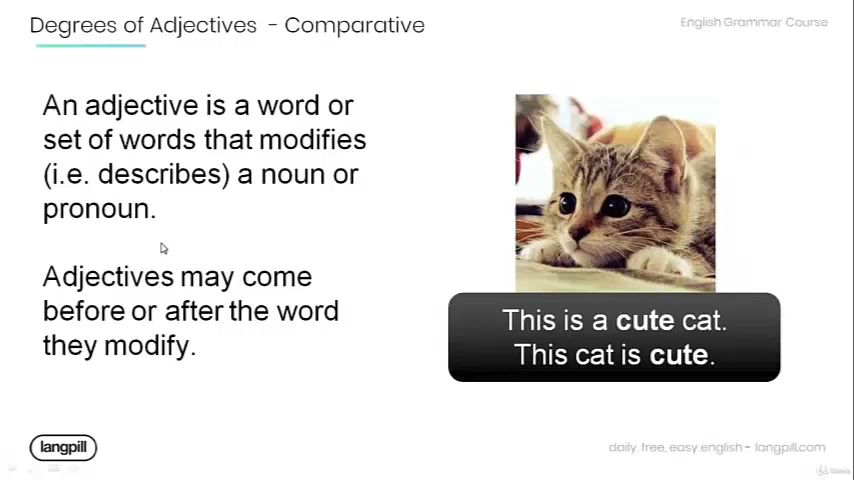 Degrees of Adjectives - Comparative
English Grammar Course
An adjective is a word or
set of words that modifies
(i.e. describes) a noun or
pronoun.
Adjectives may come
before or after the word
they modify.
This is a cute cat.
This cat is cute.
langpill
daily, free, easy english - langpill.com